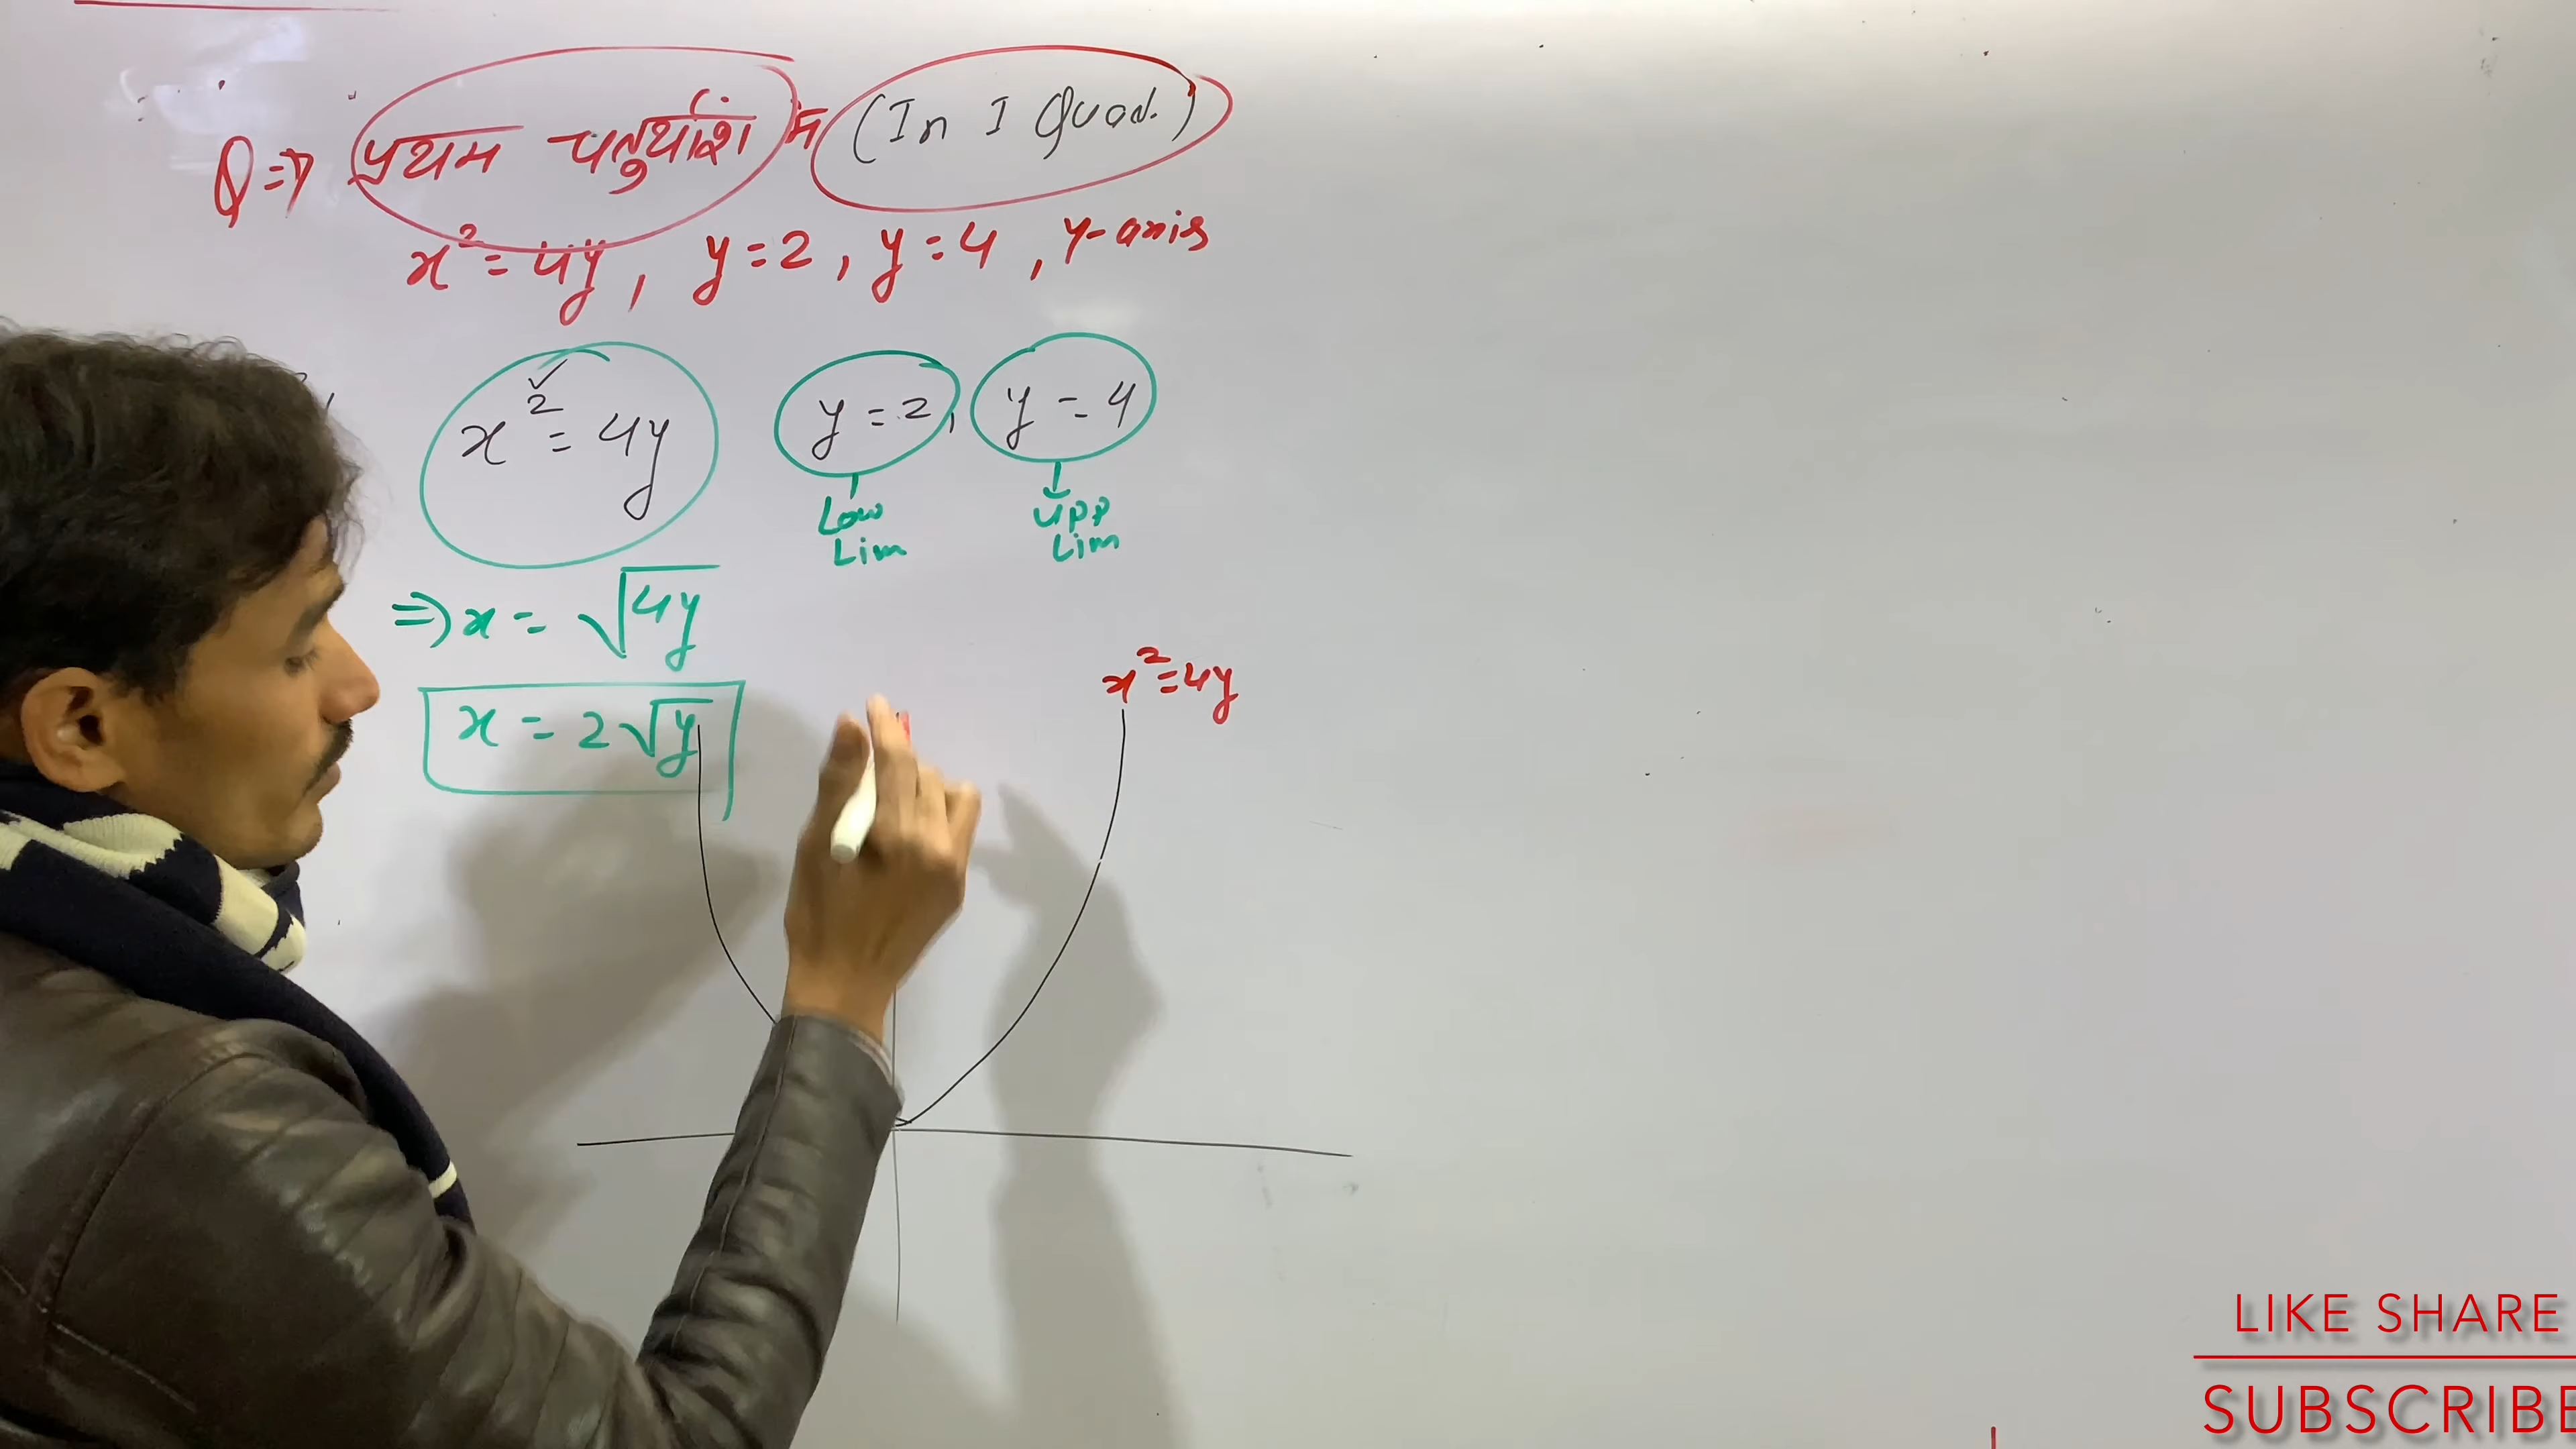 Q⇒ प्रथम चतुर्थांश में (In I Quad.)
x² = 4y, y = 2, y = 4, y-axis
x² = 4y y = 2, y = 4
Low Lim Upp Lim
⇒ x = √4y
x = 2√y
x² = 4y
LIKE SHARE
SUBSCRIBE